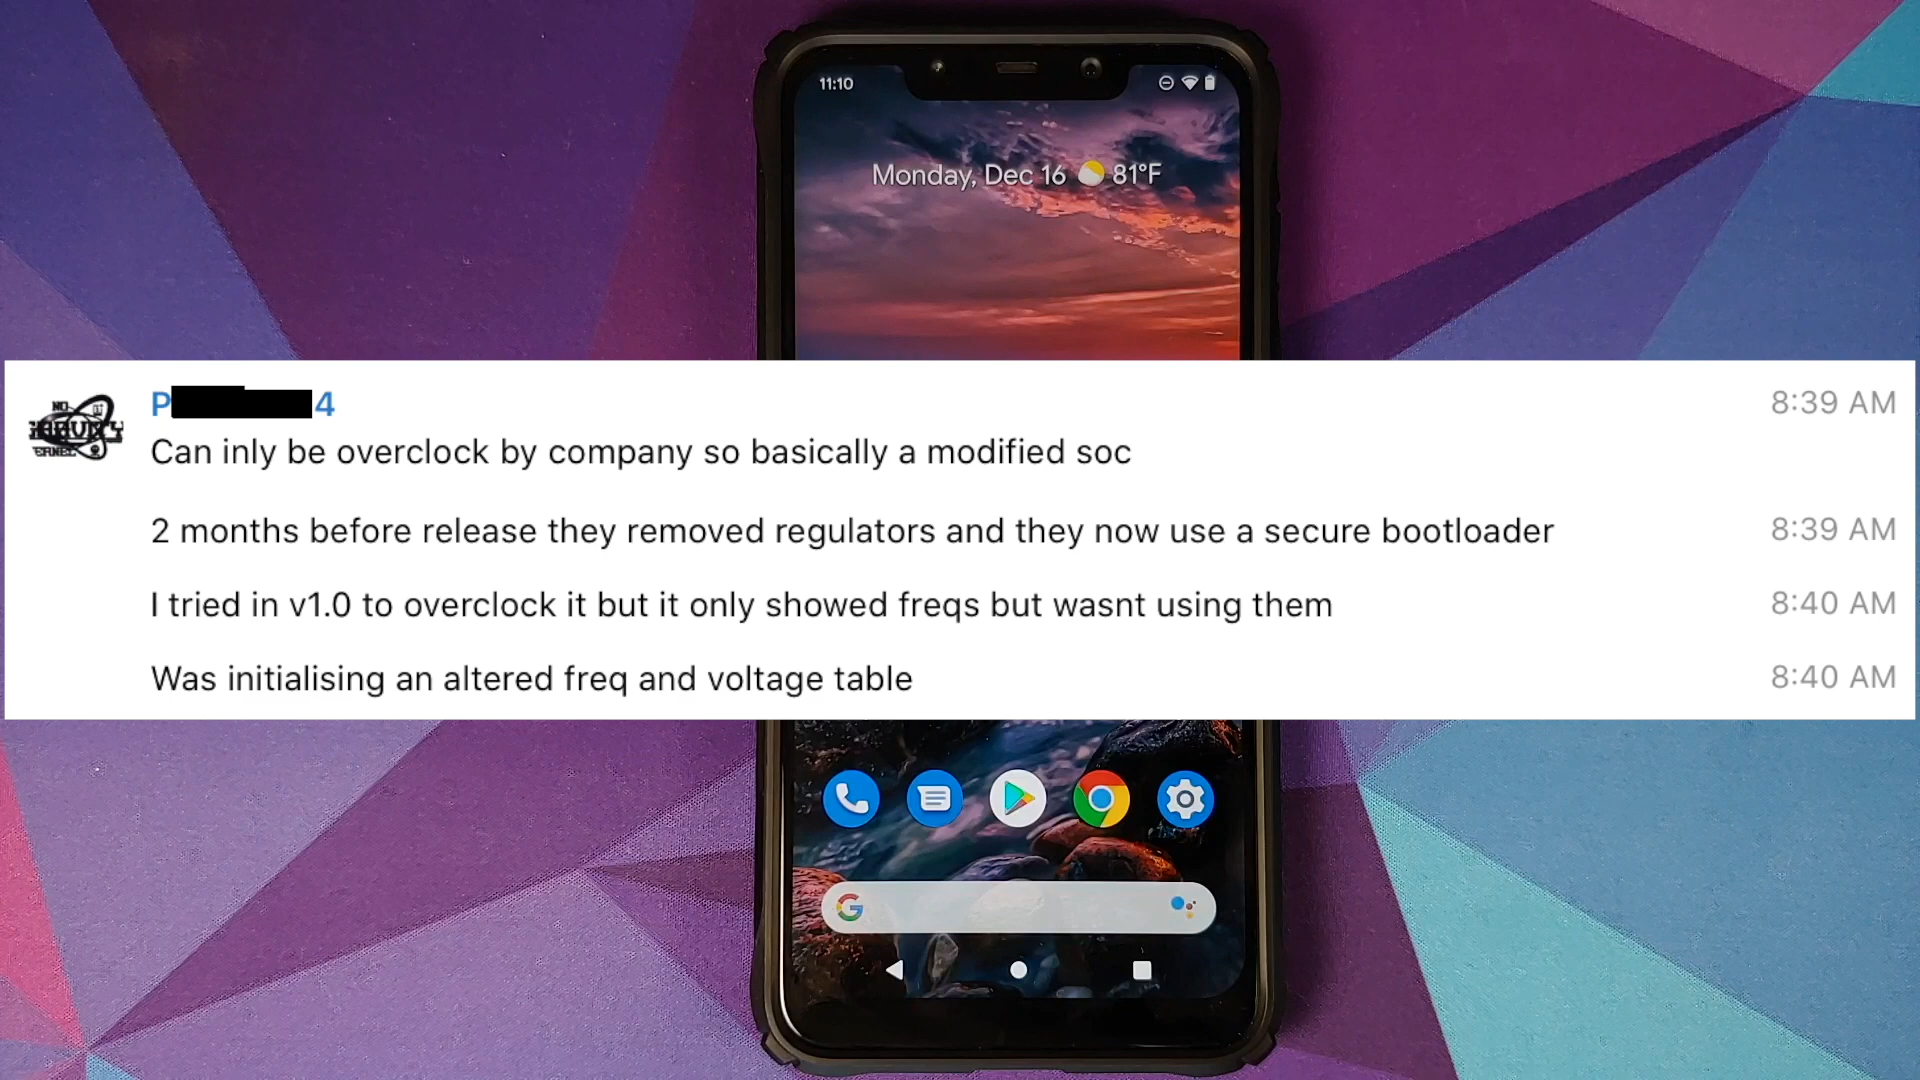 11:10
Monday, Dec 16 81°F
P 4 8:39 AM
Can inly be overclock by company so basically a modified soc
2 months before release they removed regulators and they now use a secure bootloader 8:39 AM
I tried in v1.0 to overclock it but it only showed freqs but wasnt using them 8:40 AM
Was initialising an altered freq and voltage table 8:40 AM
G